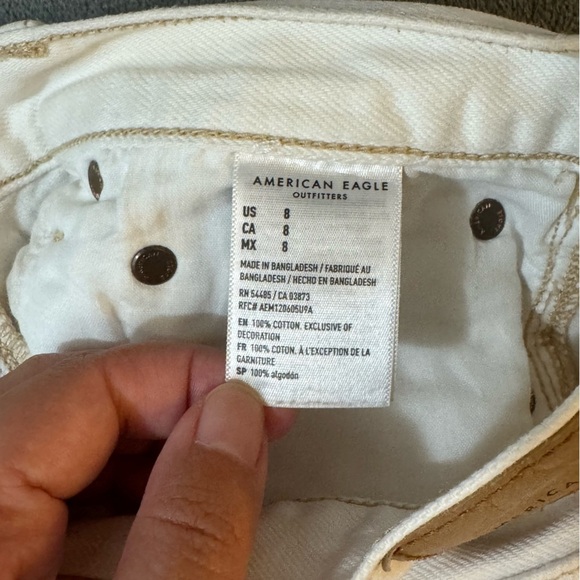 AMERICAN EAGLE
OUTFITTERS
US 8
CA 8
MX 8
MADE IN BANGLADESH / FABRIQUÉ AU
BANGLADESH / HECHO EN BANGLADESH
RN 54485 / CA 03873
RFC# AEM120605U9A
EN 100% COTTON. EXCLUSIVE OF
DECORATION
FR 100% COTON. À L'EXCEPTION DE LA
GARNITURE
SP 100% algodón
AMERICAN